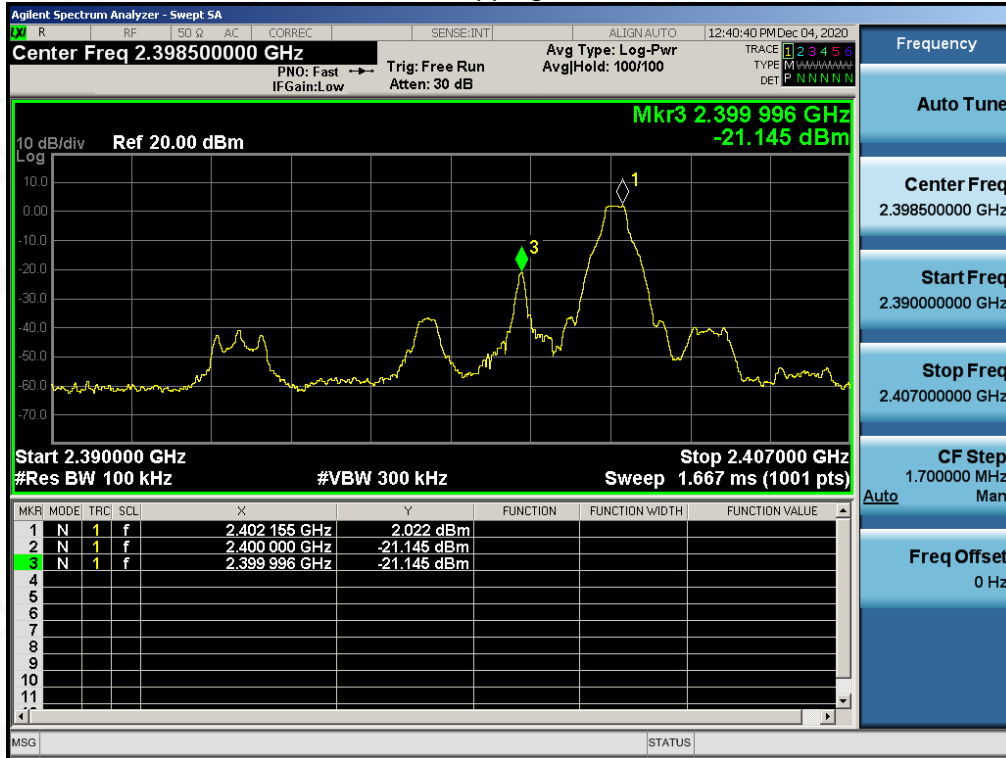 Agilent Spectrum Analyzer - Swept SA
LXI R RF 50 Ω AC CORREC SENSE:INT ALIGN AUTO 12:40:40 PM Dec 04, 2020
Center Freq 2.398500000 GHz
PNO: Fast
IFGain:Low
Trig: Free Run
Atten: 30 dB
Avg Type: Log-Pwr
Avg|Hold: 100/100
TRACE 1 2 3 4 5 6
TYPE M
DET P N N N N N
Mkr3 2.399 996 GHz
-21.145 dBm
10 dB/div Ref 20.00 dBm
Log
10.0
0.00
-10.0
-20.0
-30.0
-40.0
-50.0
-60.0
-70.0
1
3
Start 2.390000 GHz Stop 2.407000 GHz
#Res BW 100 kHz #VBW 300 kHz Sweep 1.667 ms (1001 pts)
MKR MODE TRC SCL X Y FUNCTION FUNCTION WIDTH FUNCTION VALUE
1 N 1 f 2.402 155 GHz 2.022 dBm
2 N 1 f 2.400 000 GHz -21.145 dBm
3 N 1 f 2.399 996 GHz -21.145 dBm
4
5
6
7
8
9
10
11
MSG STATUS
Frequency
Auto Tune
Center Freq
2.398500000 GHz
Start Freq
2.390000000 GHz
Stop Freq
2.407000000 GHz
CF Step
1.700000 MHz
Auto Man
Freq Offset
0 Hz